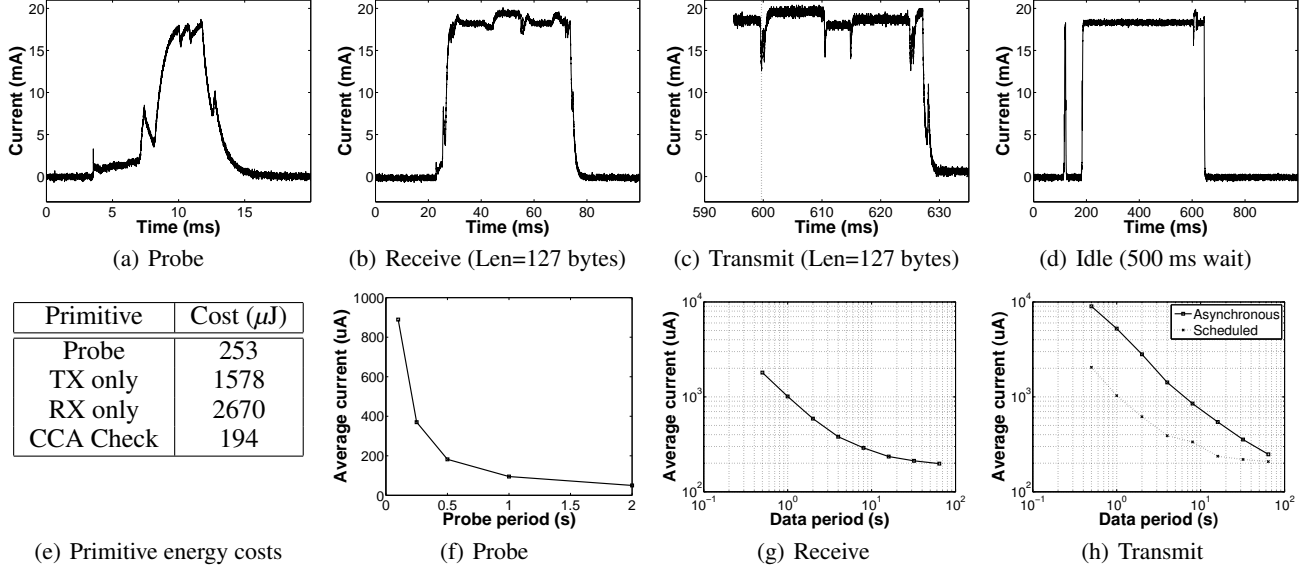 20
15
10
5
0
Current (mA)
0 5 10 15
Time (ms)
(a) Probe
20
15
10
5
0
Current (mA)
0 20 40 60 80
Time (ms)
(b) Receive (Len=127 bytes)
20
15
10
5
0
Current (mA)
590 600 610 620 630
Time (ms)
(c) Transmit (Len=127 bytes)
20
15
10
5
0
Current (mA)
0 200 400 600 800
Time (ms)
(d) Idle (500 ms wait)
Primitive Cost (μJ)
Probe 253
TX only 1578
RX only 2670
CCA Check 194
(e) Primitive energy costs
1000
800
600
400
200
0
Average current (uA)
0 0.5 1 1.5 2
Probe period (s)
(f) Probe
10^4
10^3
10^2
Average current (uA)
10^-1 10^0 10^1 10^2
Data period (s)
(g) Receive
10^4
10^3
10^2
Average current (uA)
Asynchronous
Scheduled
10^-1 10^0 10^1 10^2
Data period (s)
(h) Transmit